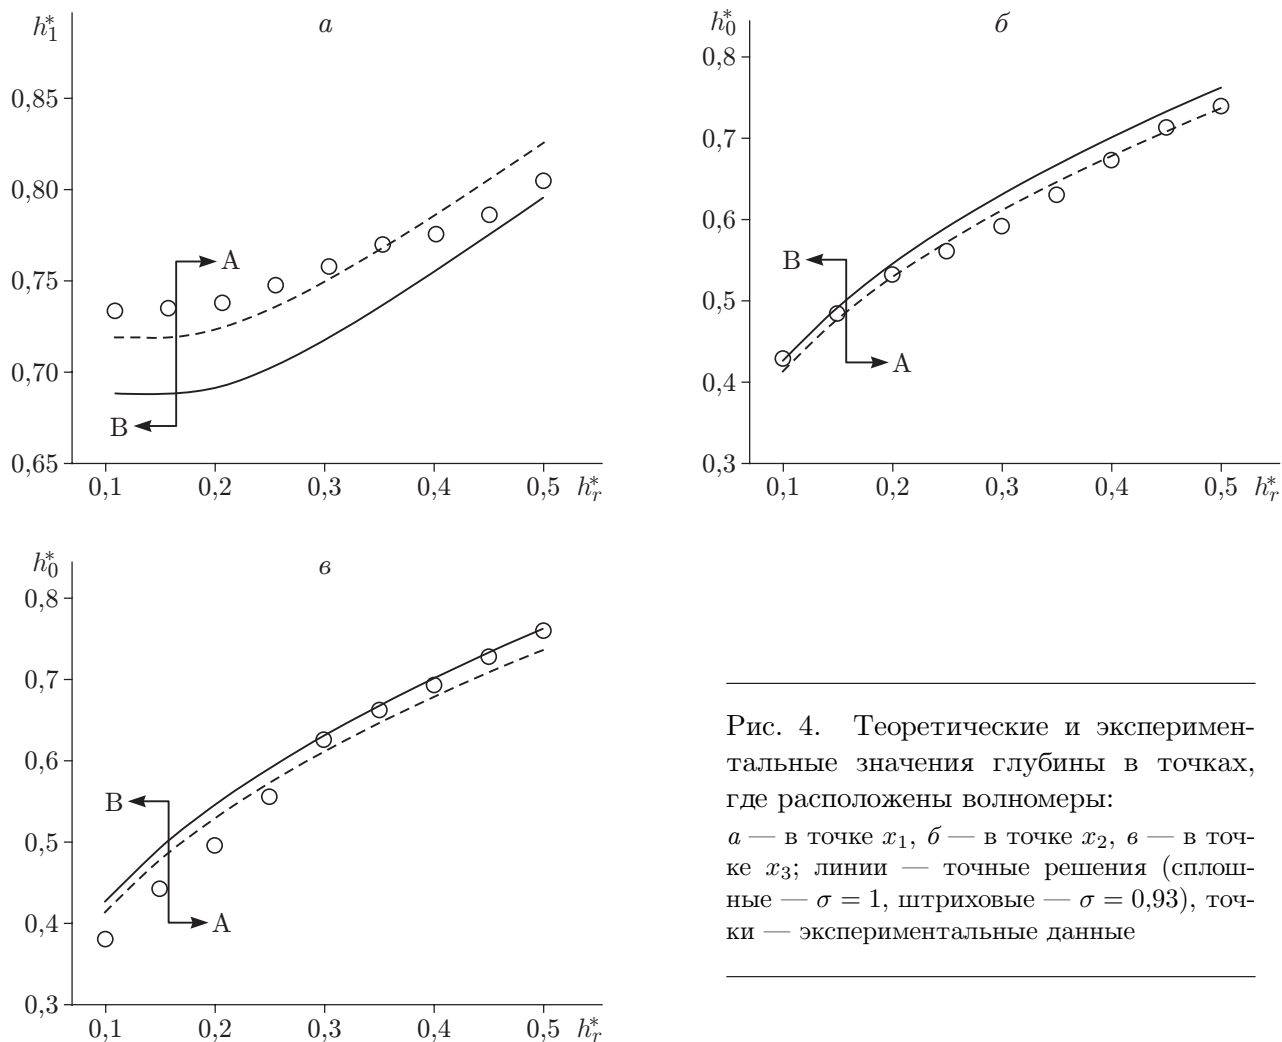 h₁* а
0,85
0,80
0,75
0,70
0,65
A
B
0,1 0,2 0,3 0,4 0,5 hᵣ*
h₀* б
0,8
0,7
0,6
0,5
0,4
0,3
B
A
0,1 0,2 0,3 0,4 0,5 hᵣ*
h₀* в
0,8
0,7
0,6
0,5
0,4
0,3
B
A
0,1 0,2 0,3 0,4 0,5 hᵣ*
Рис. 4. Теоретические и эксперимен-
тальные значения глубины в точках,
где расположены волномеры:
а — в точке x₁, б — в точке x₂, в — в точ-
ке x₃; линии — точные решения (сплош-
ные — σ = 1, штриховые — σ = 0,93), точ-
ки — экспериментальные данные